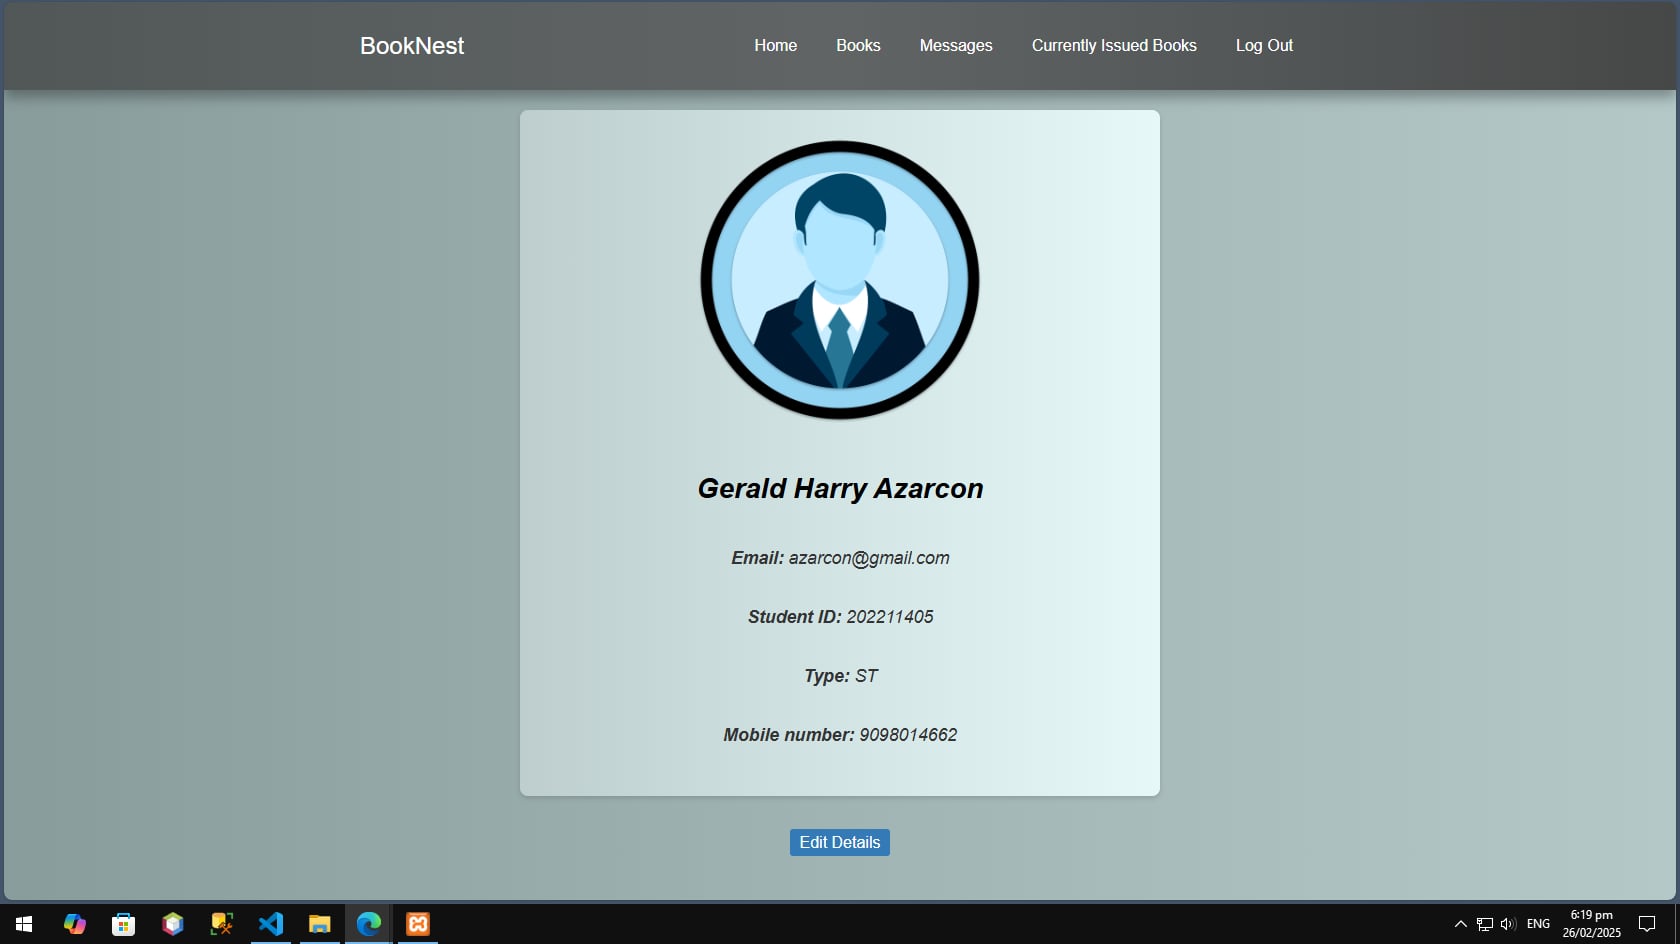 BookNest
Home Books Messages Currently Issued Books Log Out
Gerald Harry Azarcon
Email: azarcon@gmail.com
Student ID: 202211405
Type: ST
Mobile number: 9098014662
Edit Details
ENG
6:19 pm
26/02/2025